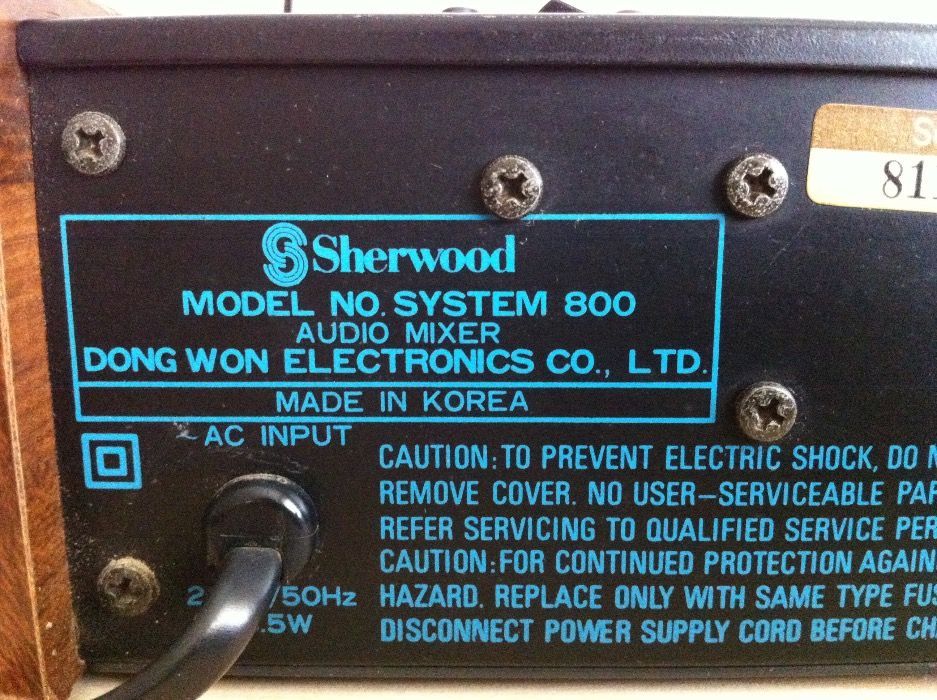 Sherwood
MODEL NO. SYSTEM 800
AUDIO MIXER
DONG WON ELECTRONICS CO., LTD.
MADE IN KOREA
~ AC INPUT
CAUTION: TO PREVENT ELECTRIC SHOCK, DO
REMOVE COVER. NO USER-SERVICEABLE
REFER SERVICING TO QUALIFIED SERVICE
CAUTION: FOR CONTINUED PROTECTION
HAZARD. REPLACE ONLY WITH SAME TYPE
DISCONNECT POWER SUPPLY CORD BEFORE
/50Hz
.5W